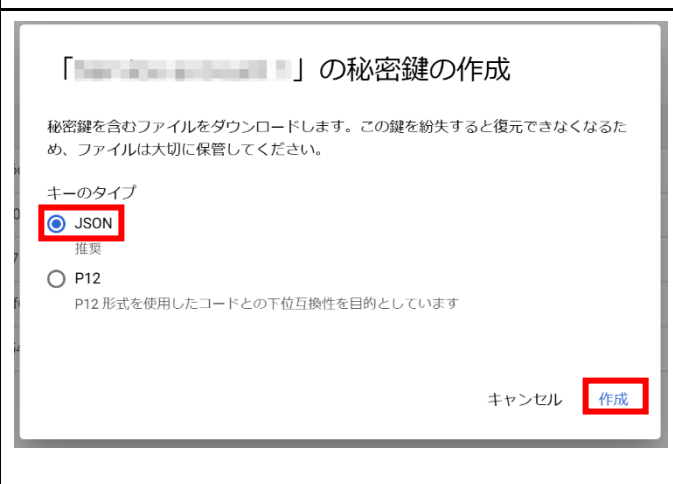 「 」の秘密鍵の作成
秘密鍵を含むファイルをダウンロードします。この鍵を紛失すると復元できなくなるた
め、ファイルは大切に保管してください。
キーのタイプ
JSON
推奨
P12
P12 形式を使用したコードとの下位互換性を目的としています
キャンセル 作成